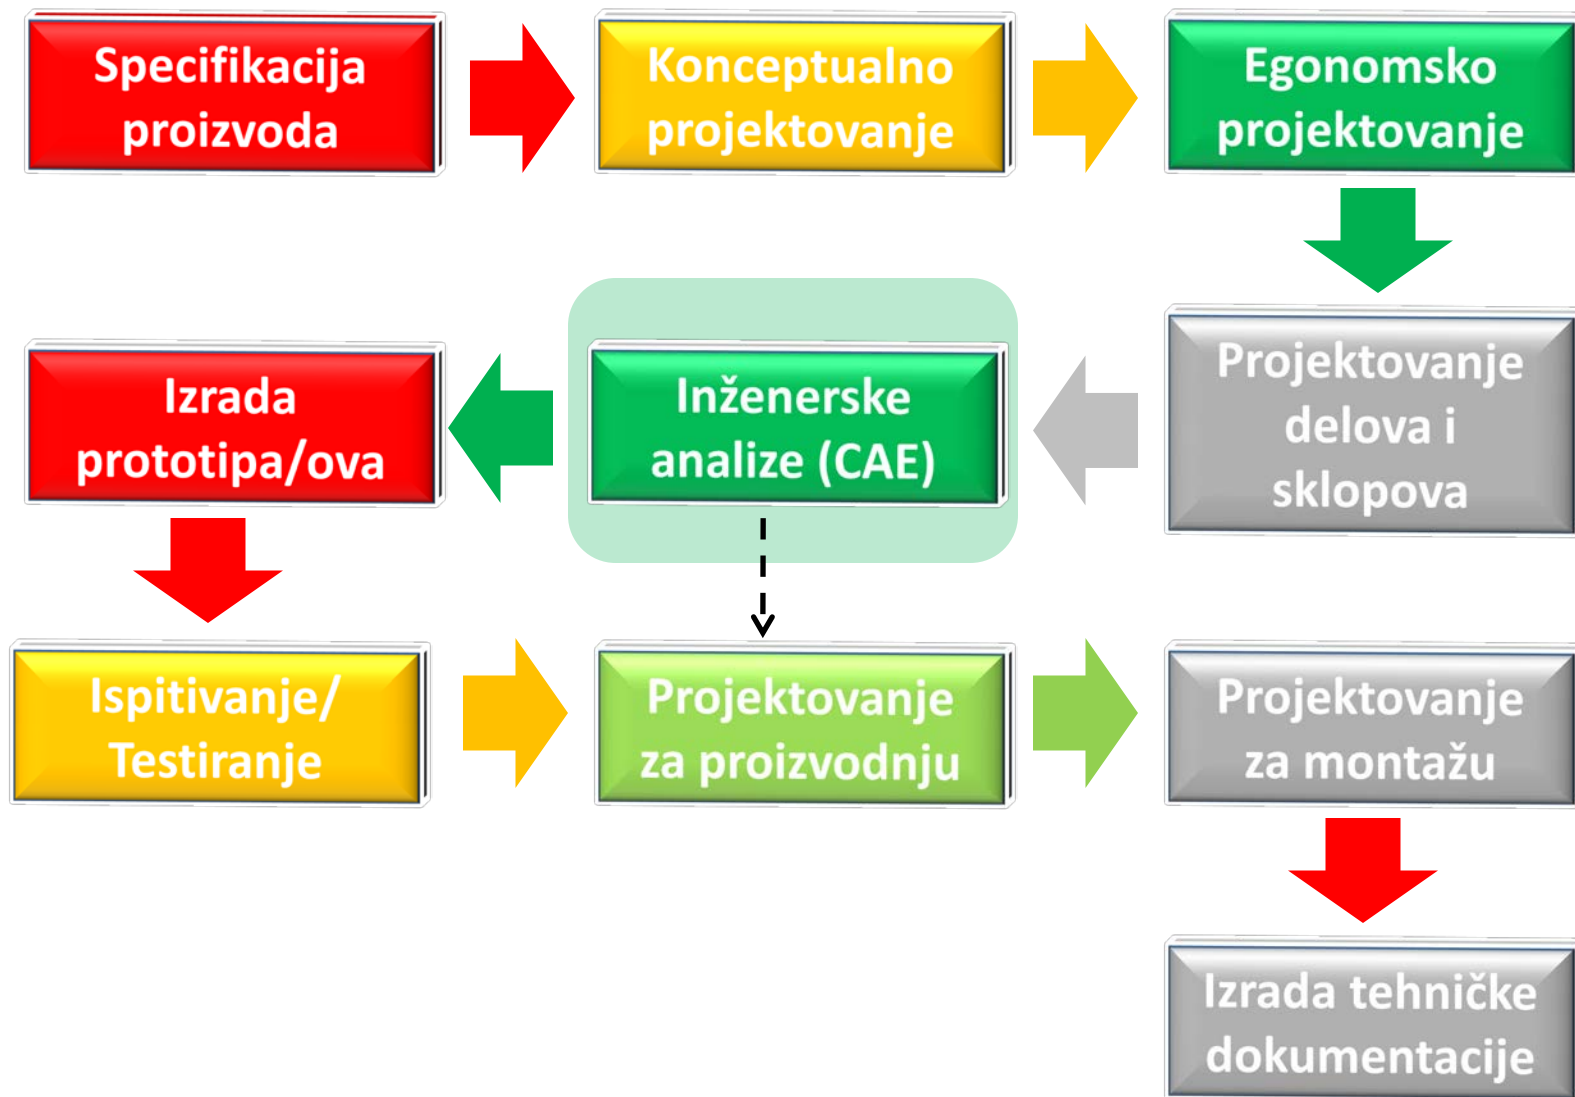 Specifikacija
proizvoda
Konceptualno
projektovanje
Egonomsko
projektovanje
Projektovanje
delova i
sklopova
Inženerske
analize (CAE)
Izrada
prototipa/ova
Ispitivanje/
Testiranje
Projektovanje
za proizvodnju
Projektovanje
za montažu
Izrada tehničke
dokumentacije